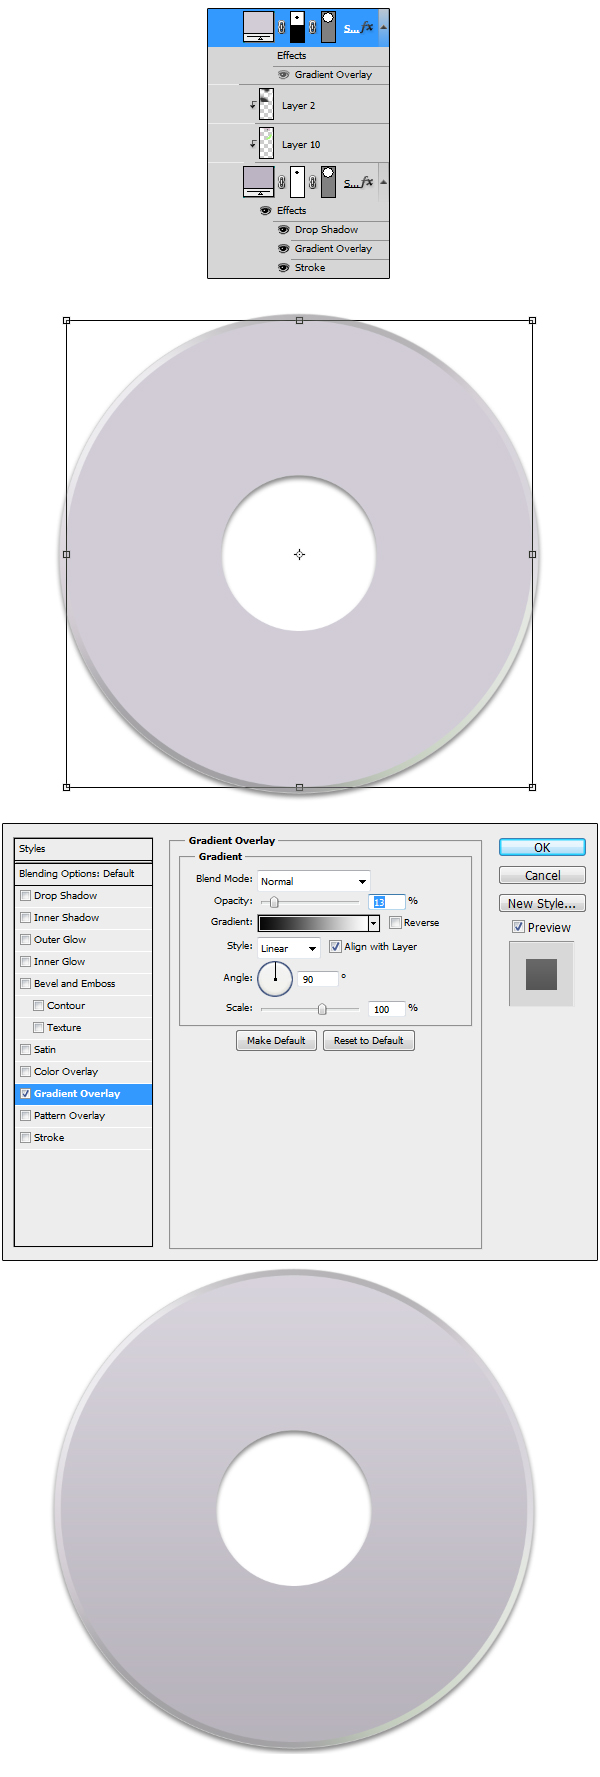 S... fx
Effects
Gradient Overlay
Layer 2
Layer 10
S... fx
Effects
Drop Shadow
Gradient Overlay
Stroke
Styles
Blending Options: Default
Drop Shadow
Inner Shadow
Outer Glow
Inner Glow
Bevel and Emboss
Contour
Texture
Satin
Color Overlay
Gradient Overlay
Pattern Overlay
Stroke
Gradient Overlay
Gradient
Blend Mode: Normal
Opacity: 13 %
Gradient: Reverse
Style: Linear Align with Layer
Angle: 90 °
Scale: 100 %
Make Default Reset to Default
OK
Cancel
New Style...
Preview